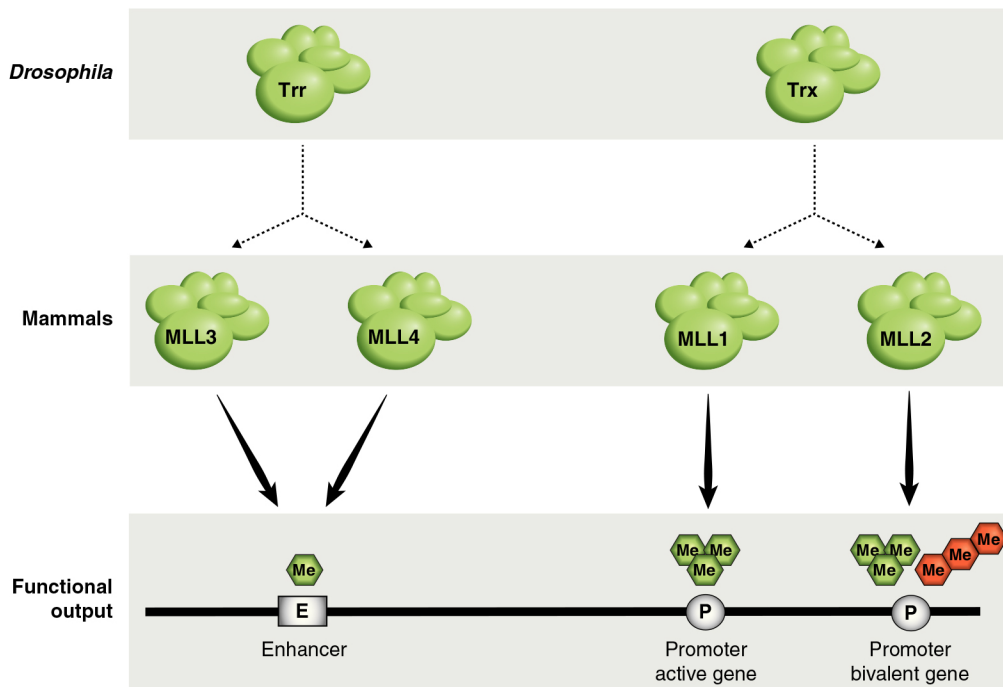 Drosophila
Trr
Trx
Mammals
MLL3
MLL4
MLL1
MLL2
Functional
output
Me
Me Me
Me
Me Me
Me
Me
Me
Me
E
P
P
Enhancer
Promoter
active gene
Promoter
bivalent gene